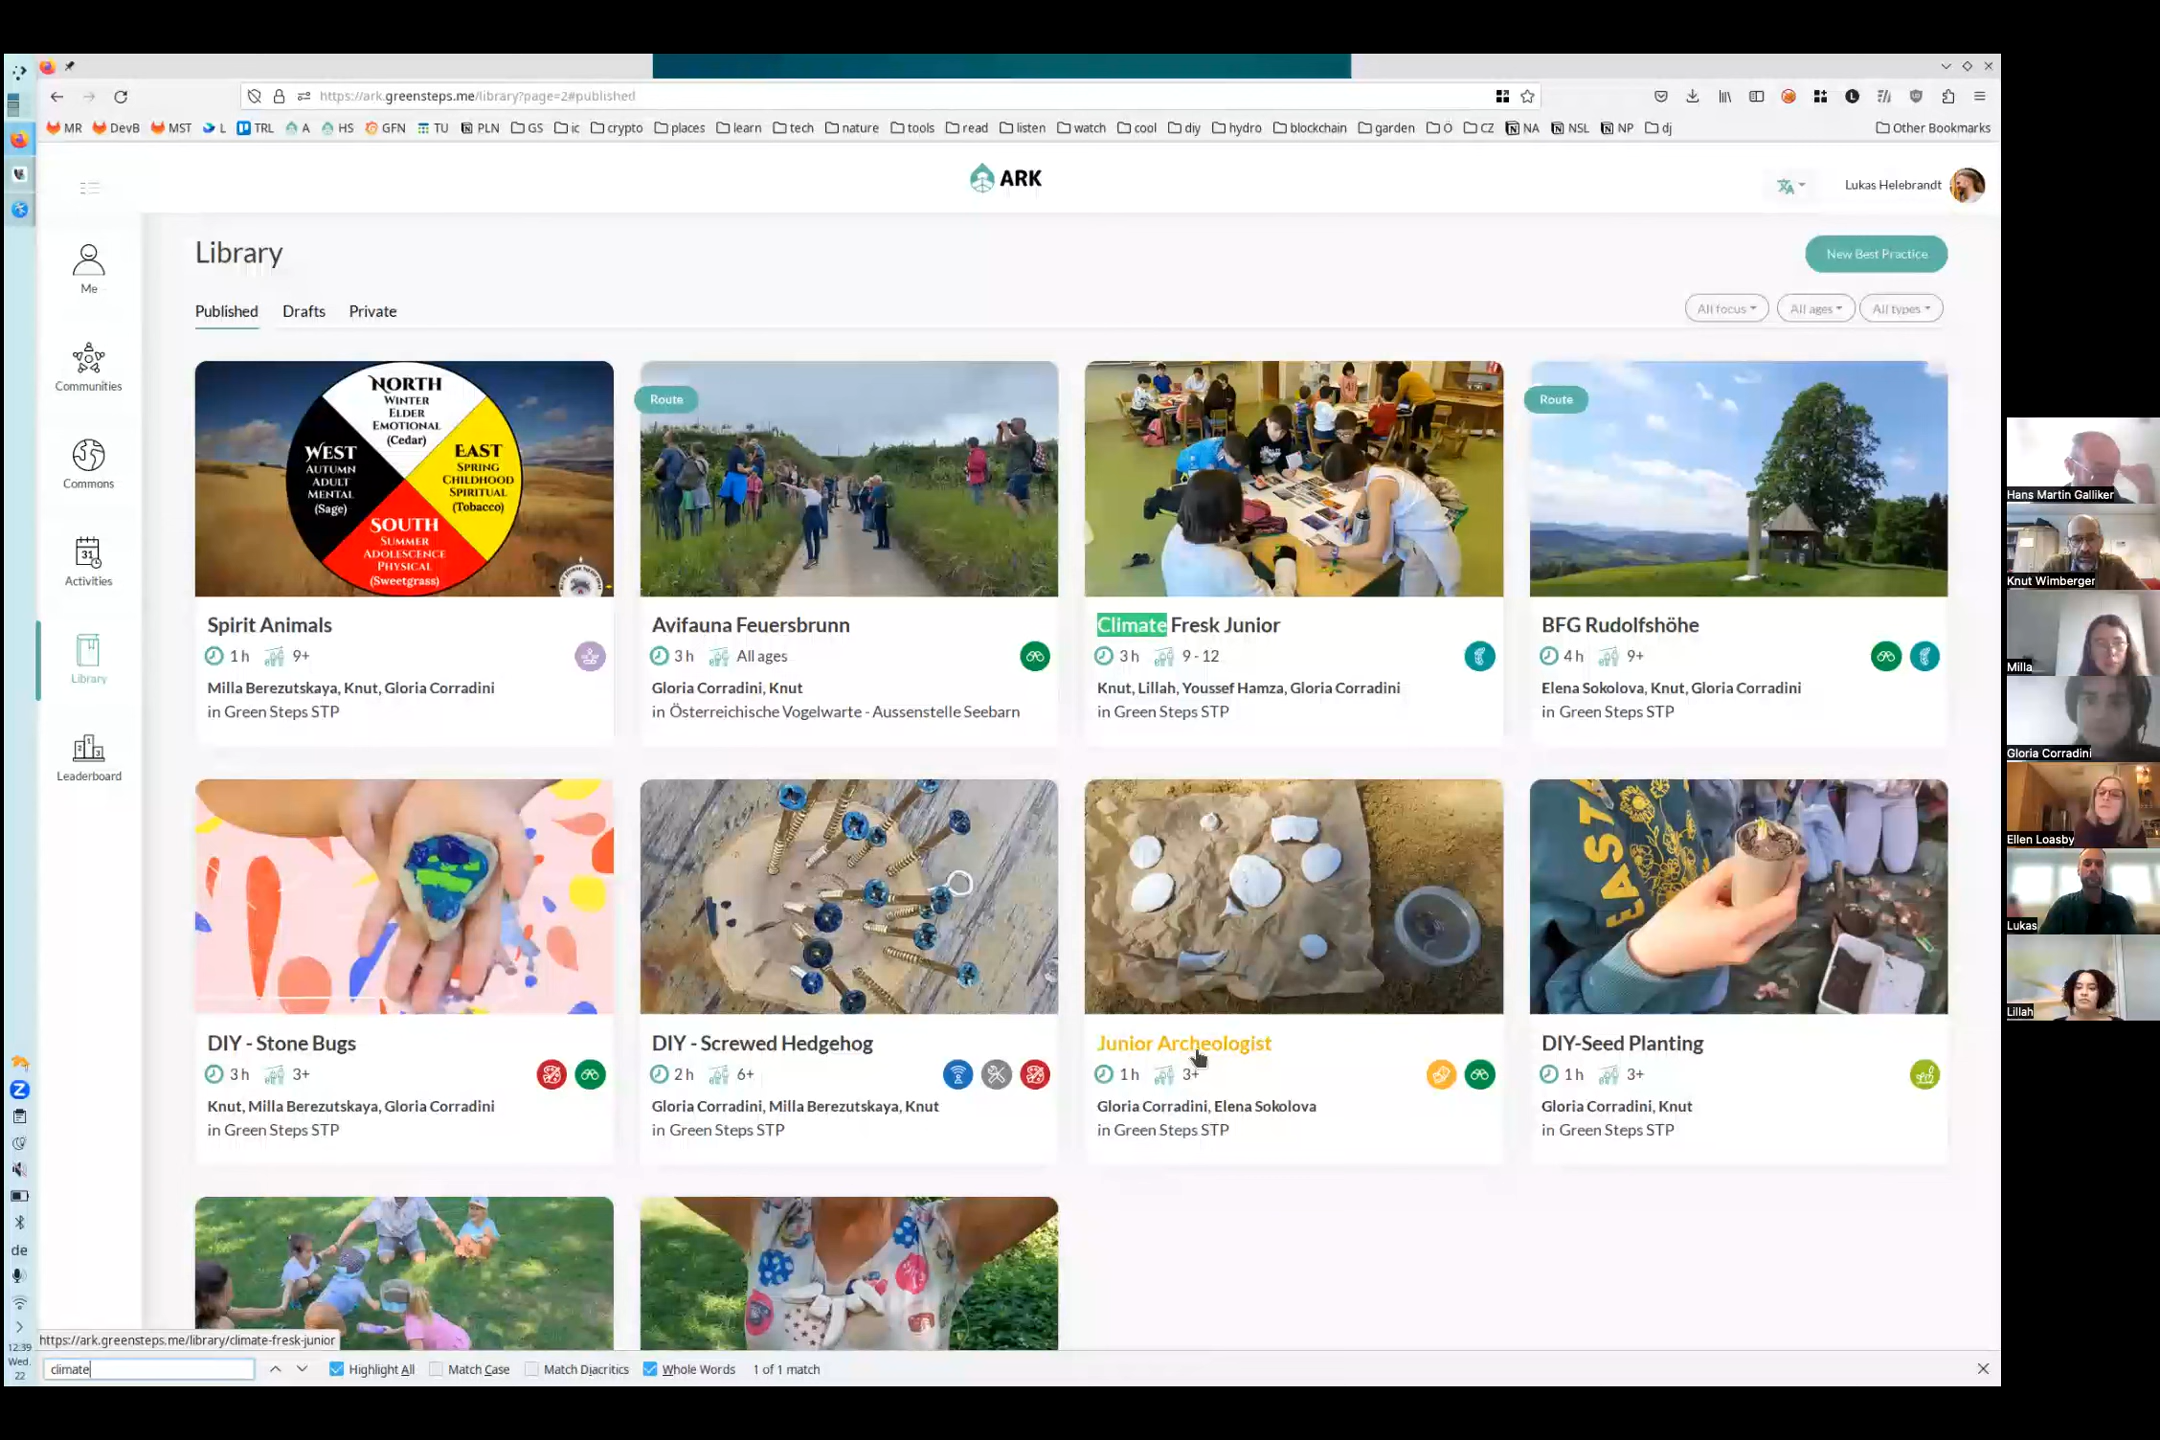 https://ark.greensteps.me/library?page=2#published
MR DevB MST L TRL A HS GFN TU PLN GS ic crypto places learn tech nature tools read listen watch cool diy hydro blockchain garden Ö CZ NA NSL NP dj Other Bookmarks
ARK
Lukas Helebrandt
Me
Communities
Commons
31
Activities
Library
Leaderboard
Library
New Best Practice
Published Drafts Private
All focus All ages All types
NORTH
WINTER
ELDER
EMOTIONAL
(Cedar)
WEST
AUTUMN
ADULT
MENTAL
(Sage)
EAST
SPRING
CHILDHOOD
SPIRITUAL
(Tobacco)
SOUTH
SUMMER
ADOLESCENCE
PHYSICAL
(Sweetgrass)
Spirit Animals
1 h 9+
Milla Berezutskaya, Knut, Gloria Corradini
in Green Steps STP
Route
Avifauna Feuersbrunn
3 h All ages
Gloria Corradini, Knut
in Österreichische Vogelwarte - Aussenstelle Seebarn
Climate Fresk Junior
3 h 9 - 12
Knut, Lillah, Youssef Hamza, Gloria Corradini
in Green Steps STP
Route
BFG Rudolfshöhe
4 h 9+
Elena Sokolova, Knut, Gloria Corradini
in Green Steps STP
DIY - Stone Bugs
3 h 3+
Knut, Milla Berezutskaya, Gloria Corradini
in Green Steps STP
DIY - Screwed Hedgehog
2 h 6+
Gloria Corradini, Milla Berezutskaya, Knut
in Green Steps STP
Junior Archeologist
1 h 3+
Gloria Corradini, Elena Sokolova
in Green Steps STP
EAST
DIY-Seed Planting
1 h 3+
Gloria Corradini, Knut
in Green Steps STP
Hans Martin Galliker
Knut Wimberger
Milla
Gloria Corradini
Ellen Loasby
Lukas
Lillah
de
12:39
Wed.
22
https://ark.greensteps.me/library/climate-fresk-junior
climate
Highlight All Match Case Match Diacritics Whole Words 1 of 1 match